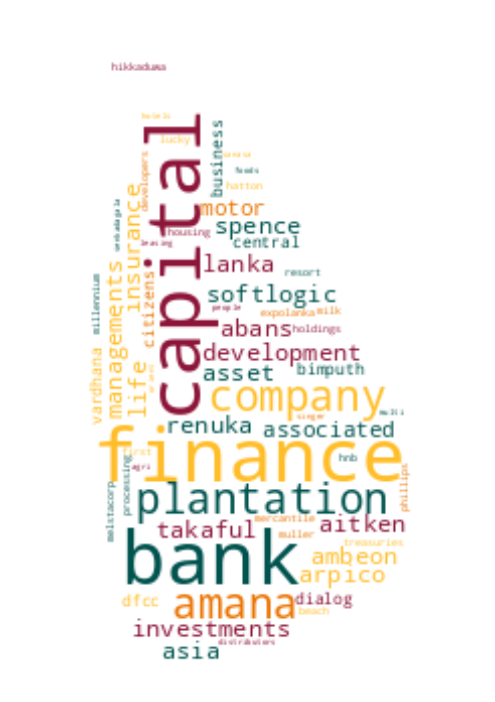 hikkaduwa
hotels
lucky
capital
business
developers
foods
hatton
insurance
motor
housing
spence
leasing
central
lanka
resort
millennium
managements
citizens
softlogic
people
expolanka
milk
abans
holdings
development
vardhana
life
asset
bimputh
company
singer
multi
renuka
associated
finance
first
hnb
agri
processing
phillips
melstacorp
plantation
mercantile
aitken
takaful
muller
treasuries
bank
ambeon
arpico
dfcc
amana
dialog
beach
investments
distributors
asia